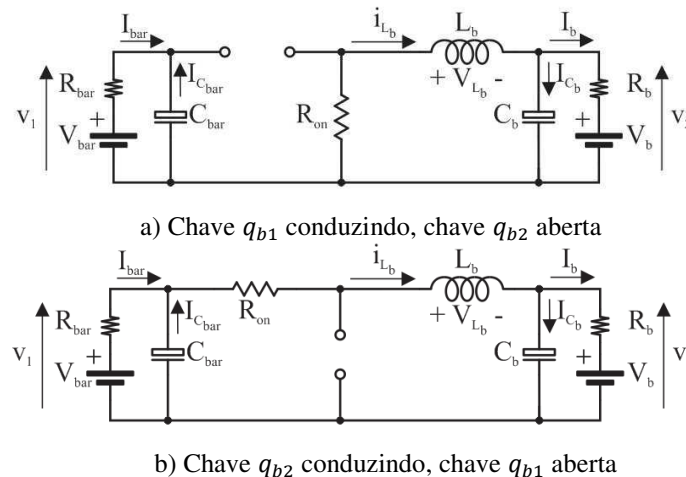 I_bar
i_Lb L_b I_b
R_bar I_Cbar + V_Lb - I_Cb R_b
v_1 + R_on C_b + v
V_bar C_bar V_b
a) Chave q_b1 conduzindo, chave q_b2 aberta
I_bar i_Lb L_b I_b
R_bar I_Cbar R_on + V_Lb - I_Cb R_b
v_1 + C_bar C_b + v
V_bar V_b
b) Chave q_b2 conduzindo, chave q_b1 aberta